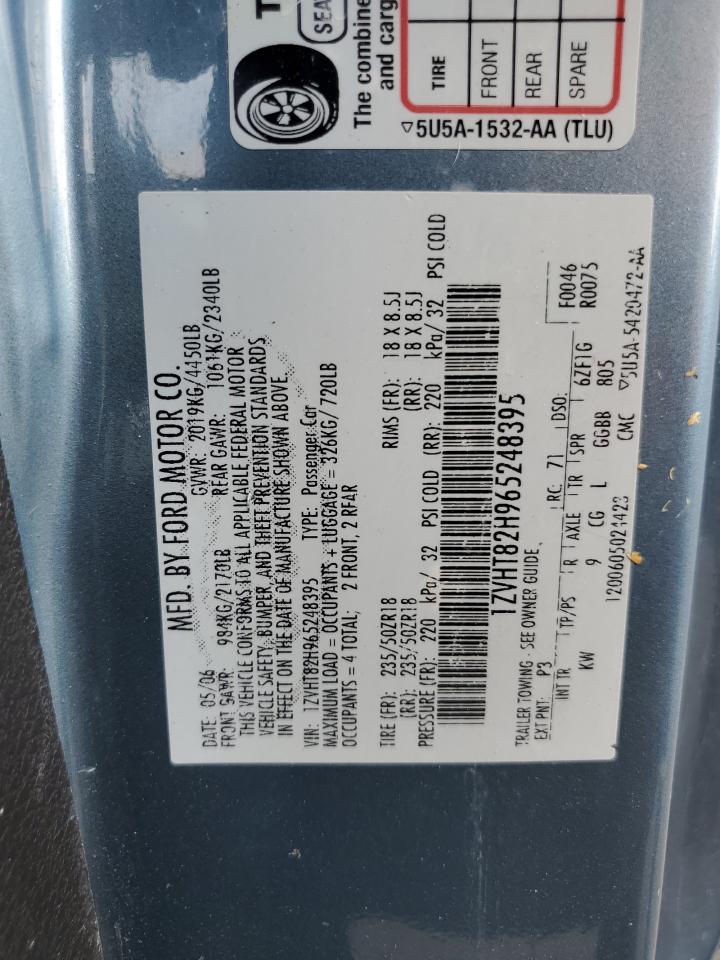 T
SEA
The combine
and carg
TIRE
FRONT
REAR
SPARE
5U5A-1532-AA (TLU)
MFD. BY FORD MOTOR CO.
DATE: 05/06 GVWR: 2019KG/4450LB
FRONT GAWR: 984KG/2170LB REAR GAWR: 1061KG/2340LB
THIS VEHICLE CONFORMS TO ALL APPLICABLE FEDERAL MOTOR
VEHICLE SAFETY, BUMPER, AND THEFT PREVENTION STANDARDS
IN EFFECT ON THE DATE OF MANUFACTURE SHOWN ABOVE.
VIN: 1ZVHT82H965248395 TYPE: Passenger Car
MAXIMUM LOAD = OCCUPANTS + LUGGAGE = 326KG/720LB
OCCUPANTS = 4 TOTAL; 2 FRONT, 2 REAR
TIRE (FR): 235/50ZR18 RIMS (FR): 18 X 8.5J
(RR): 235/50ZR18 (RR): 18 X 8.5J
PRESSURE (FR): 220 kPa/ 32 PSI COLD (RR): 220 kPa/ 32 PSI COLD
1ZVHT82H965248395
TRAILER TOWING - SEE OWNER GUIDE.
EXT PNT: P3 RC: 71 DSO: F0046
R0075
INT TR TP/PS R AXLE TR SPR 6ZF1G
KW 9 CG L GGBB 805
CMC
5U5A-5420472-AA